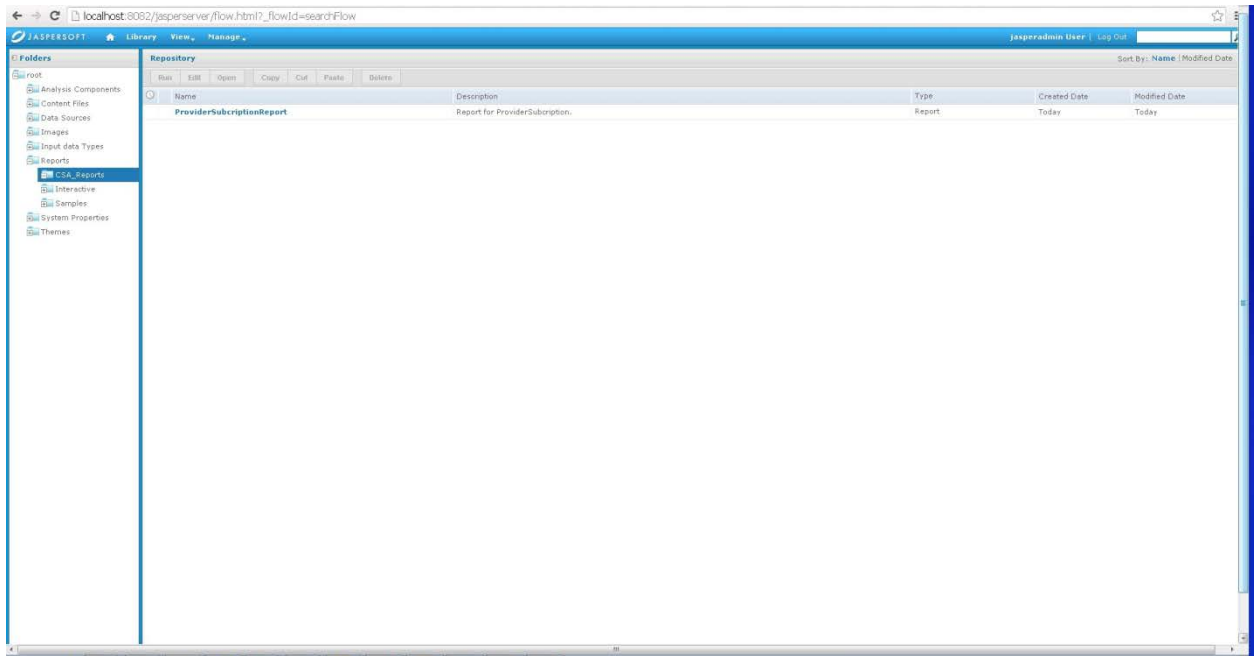 localhost:8082/jasperserver/flow.html?_flowId=searchFlow
JASPERSOFT Library View Manage jasperadmin User | Log Out
Folders
root
Analysis Components
Content Files
Data Sources
Images
Input data Types
Reports
CSA_Reports
Interactive
Samples
System Properties
Themes
Repository Sort By: Name | Modified Date
Run Edit Open Copy Cut Paste Delete
Name Description Type Created Date Modified Date
ProviderSubcriptionReport Report for ProviderSubcription. Report Today Today